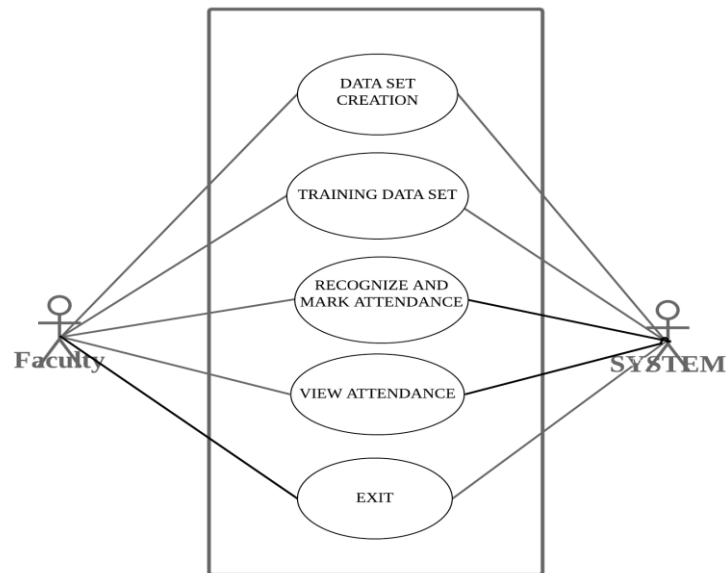 DATA SET
CREATION
TRAINING DATA SET
RECOGNIZE AND
MARK ATTENDANCE
Faculty
SYSTEM
VIEW ATTENDANCE
EXIT